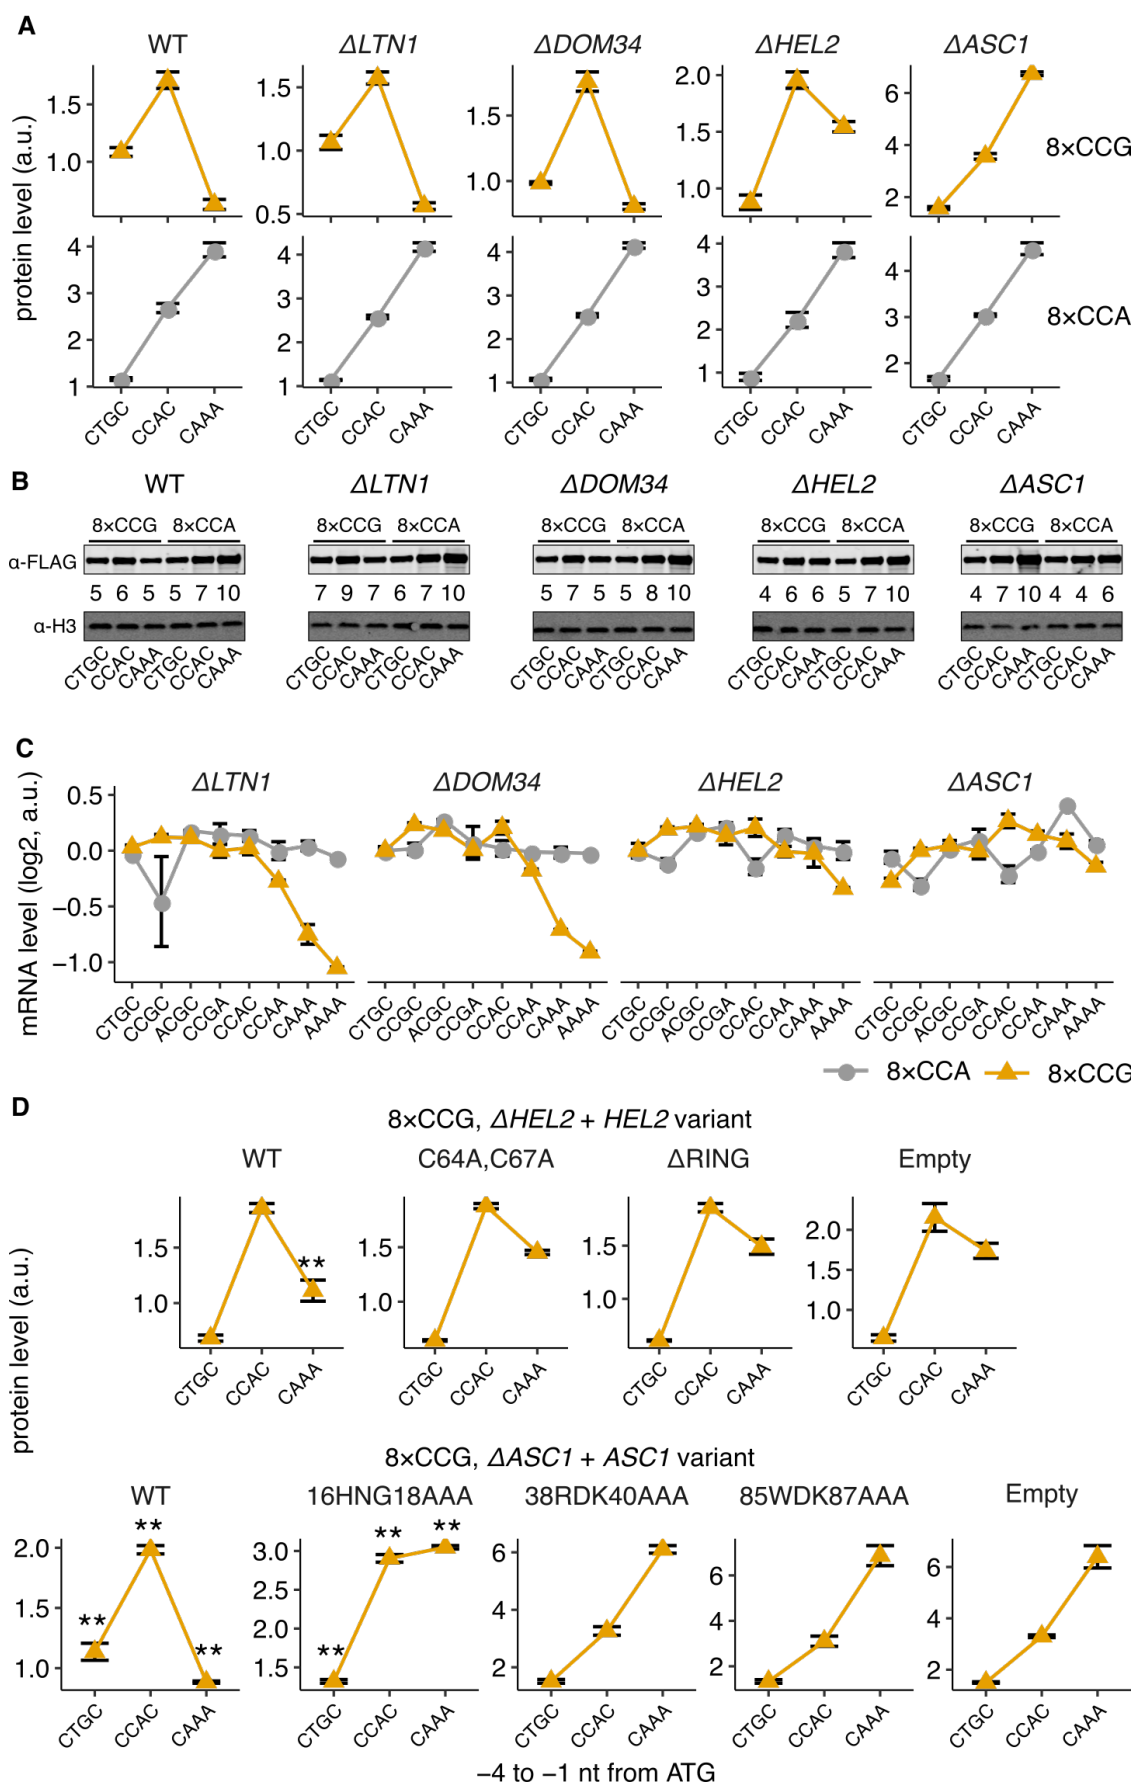 A
WT ΔLTN1 ΔDOM34 ΔHEL2 ΔASC1
protein level (a.u.)
1.5 1.0
1.5 1.0 0.5
1.5 1.0
2.0 1.5 1.0
6 4 2
8×CCG
4 3 2 1
4 3 2 1
4 3 2 1
4 3 2 1
4 3 2
8×CCA
CTGC CCAC CAAA CTGC CCAC CAAA CTGC CCAC CAAA CTGC CCAC CAAA CTGC CCAC CAAA
B
WT ΔLTN1 ΔDOM34 ΔHEL2 ΔASC1
8×CCG 8×CCA 8×CCG 8×CCA 8×CCG 8×CCA 8×CCG 8×CCA 8×CCG 8×CCA
α-FLAG
5 6 5 5 7 10 7 9 7 6 7 10 5 7 5 5 8 10 4 6 6 5 7 10 4 7 10 4 4 6
α-H3
CTGC CCAC CAAA CTGC CCAC CAAA CTGC CCAC CAAA CTGC CCAC CAAA CTGC CCAC CAAA CTGC CCAC CAAA CTGC CCAC CAAA CTGC CCAC CAAA CTGC CCAC CAAA CTGC CCAC CAAA
C
ΔLTN1 ΔDOM34 ΔHEL2 ΔASC1
mRNA level (log2, a.u.)
0.5
0.0
−0.5
−1.0
CTGC CCGC ACGC CCGA CCAC CCAA CAAA AAAA CTGC CCGC ACGC CCGA CCAC CCAA CAAA AAAA CTGC CCGC ACGC CCGA CCAC CCAA CAAA AAAA CTGC CCGC ACGC CCGA CCAC CCAA CAAA AAAA
8×CCA 8×CCG
D
8×CCG, ΔHEL2 + HEL2 variant
WT C64A,C67A ΔRING Empty
protein level (a.u.)
1.5 1.0
**
1.5 1.0
1.5 1.0
2.0 1.5 1.0
CTGC CCAC CAAA CTGC CCAC CAAA CTGC CCAC CAAA CTGC CCAC CAAA
8×CCG, ΔASC1 + ASC1 variant
WT 16HNG18AAA 38RDK40AAA 85WDK87AAA Empty
2.0 1.5 1.0
** ** **
3.0 2.5 2.0 1.5
** ** **
6 4 2
6 4 2
6 4 2
CTGC CCAC CAAA CTGC CCAC CAAA CTGC CCAC CAAA CTGC CCAC CAAA CTGC CCAC CAAA
−4 to −1 nt from ATG